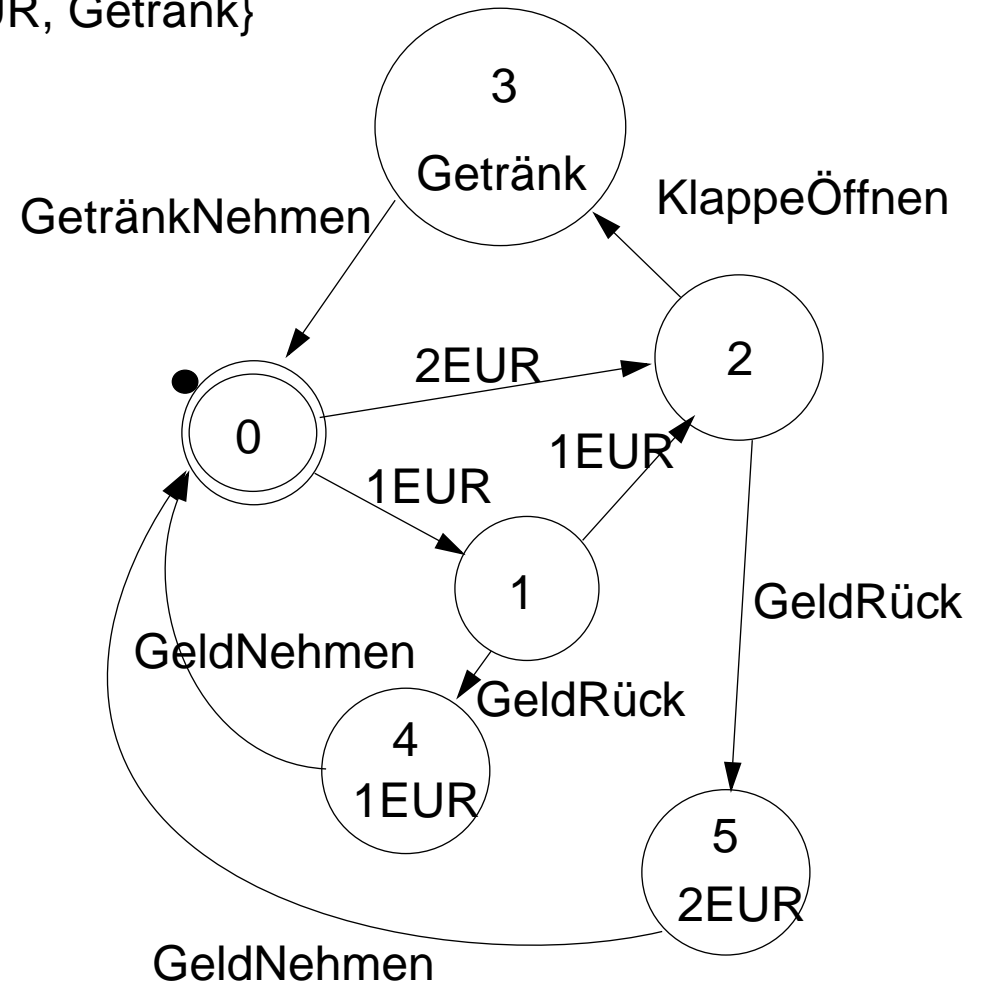 R, Getränk}
3
Getränk
KlappeÖffnen
GetränkNehmen
2EUR
2
0
1EUR
1EUR
1
GeldRück
GeldNehmen
GeldRück
4
1EUR
5
2EUR
GeldNehmen